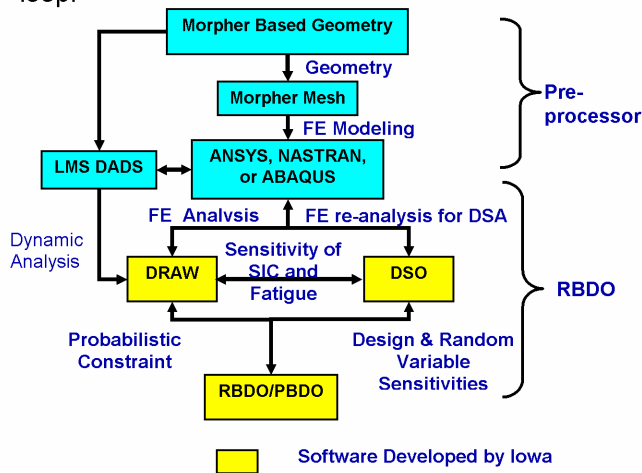 loop.
Morpher Based Geometry
Geometry
Morpher Mesh
Pre-
processor
FE Modeling
LMS DADS
ANSYS, NASTRAN,
or ABAQUS
FE Analysis
FE re-analysis for DSA
Dynamic
Analysis
Sensitivity of
SIC and
Fatigue
DRAW
DSO
RBDO
Probabilistic
Constraint
Design & Random
Variable
Sensitivities
RBDO/PBDO
Software Developed by Iowa